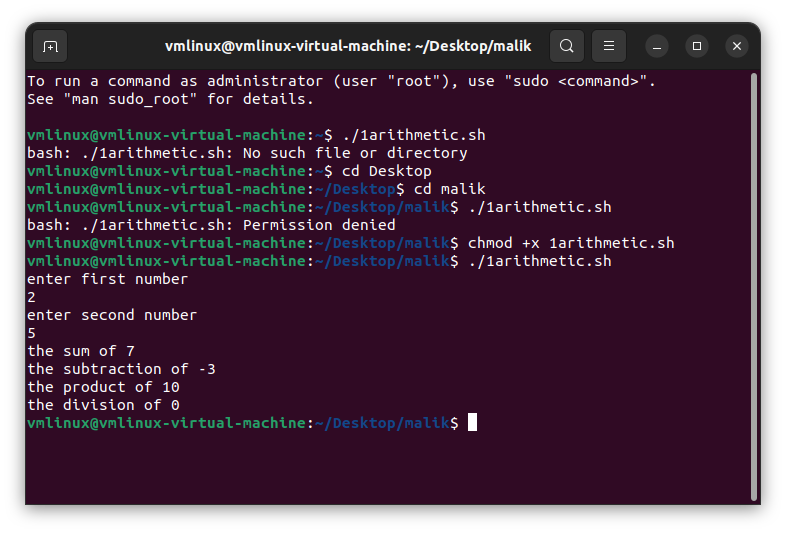 vmlinux@vmlinux-virtual-machine: ~/Desktop/malik
To run a command as administrator (user "root"), use "sudo <command>".
See "man sudo_root" for details.
vmlinux@vmlinux-virtual-machine:~$ ./1arithmetic.sh
bash: ./1arithmetic.sh: No such file or directory
vmlinux@vmlinux-virtual-machine:~$ cd Desktop
vmlinux@vmlinux-virtual-machine:~/Desktop$ cd malik
vmlinux@vmlinux-virtual-machine:~/Desktop/malik$ ./1arithmetic.sh
bash: ./1arithmetic.sh: Permission denied
vmlinux@vmlinux-virtual-machine:~/Desktop/malik$ chmod +x 1arithmetic.sh
vmlinux@vmlinux-virtual-machine:~/Desktop/malik$ ./1arithmetic.sh
enter first number
2
enter second number
5
the sum of 7
the subtraction of -3
the product of 10
the division of 0
vmlinux@vmlinux-virtual-machine:~/Desktop/malik$